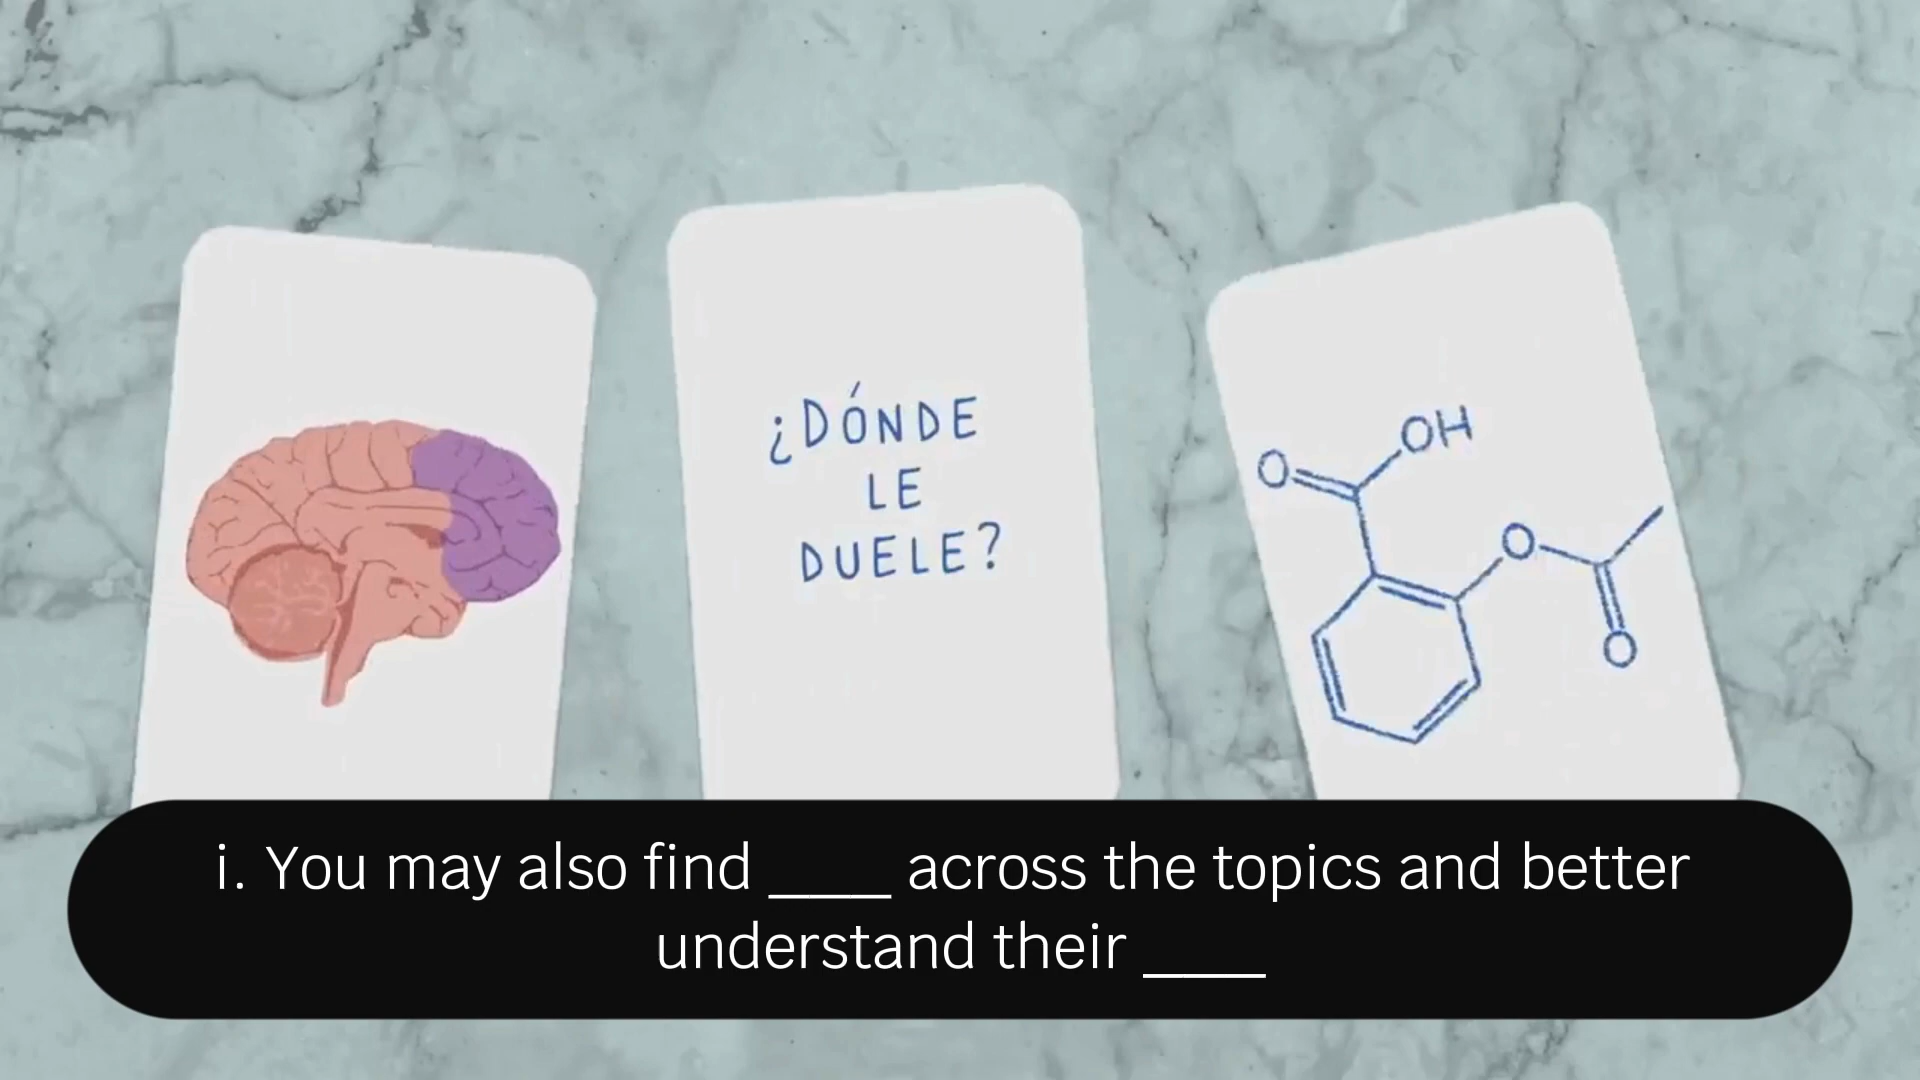 ¿DÓNDE
LE
DUELE?
OH
O
O
O
i. You may also find ____ across the topics and better
understand their ____